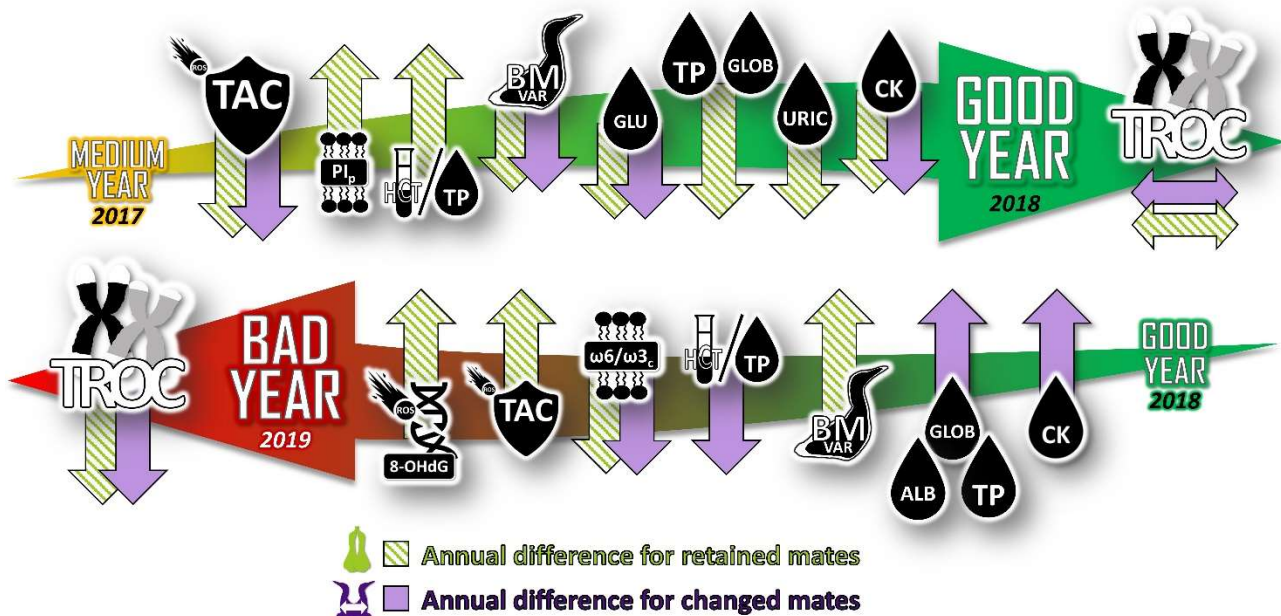 MEDIUM
YEAR
2017
ROS
TAC
PIp
HCT/TP
BM
VAR
GLU
TP
GLOB
URIC
CK
GOOD
YEAR
2018
TROC
TROC
BAD
YEAR
2019
ROS
8-OHdG
ROS
TAC
ω6/ω3c
HCT/TP
BM
VAR
GLOB
ALB
TP
CK
GOOD
YEAR
2018
Annual difference for retained mates
Annual difference for changed mates